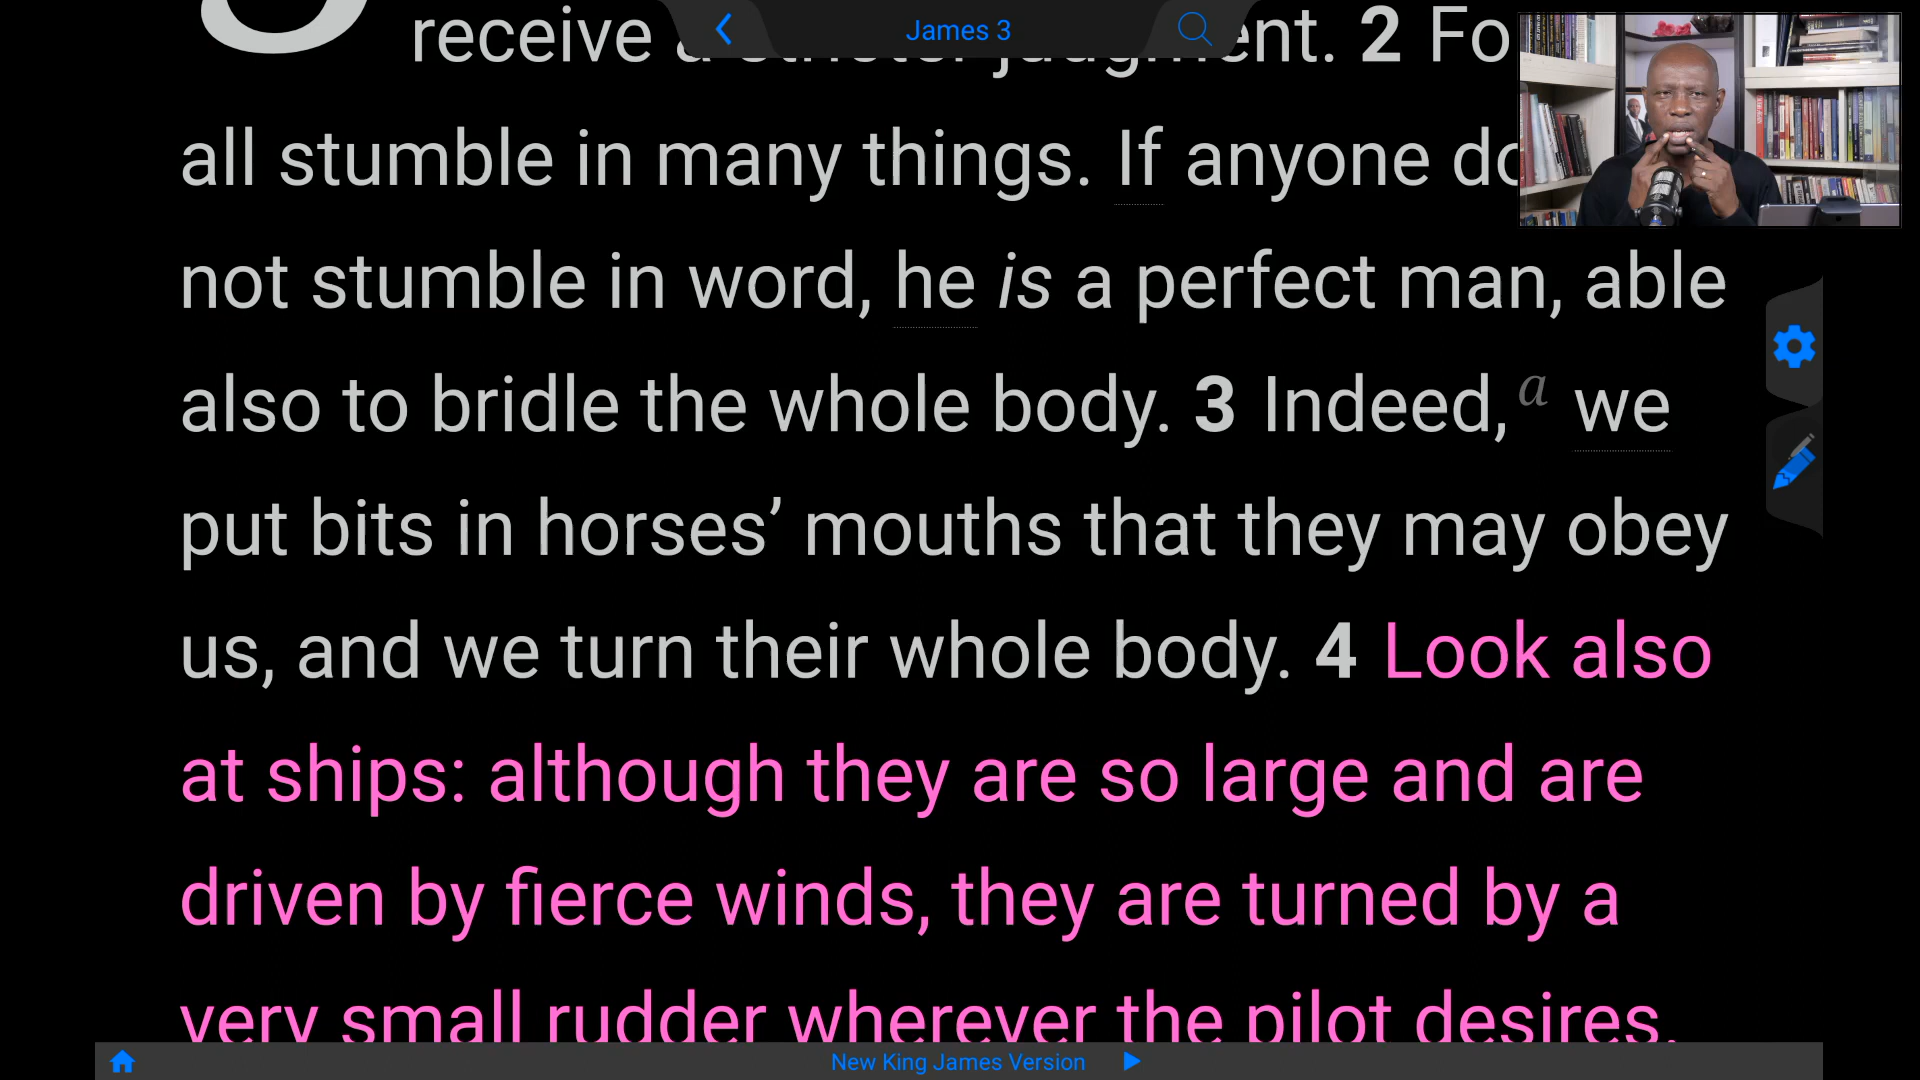 James 3
receive a stricter judgment. 2 Fo
all stumble in many things. If anyone do
not stumble in word, he is a perfect man, able
also to bridle the whole body. 3 Indeed, a we
put bits in horses’ mouths that they may obey
us, and we turn their whole body. 4 Look also
at ships: although they are so large and are
driven by fierce winds, they are turned by a
very small rudder wherever the pilot desires.
New King James Version